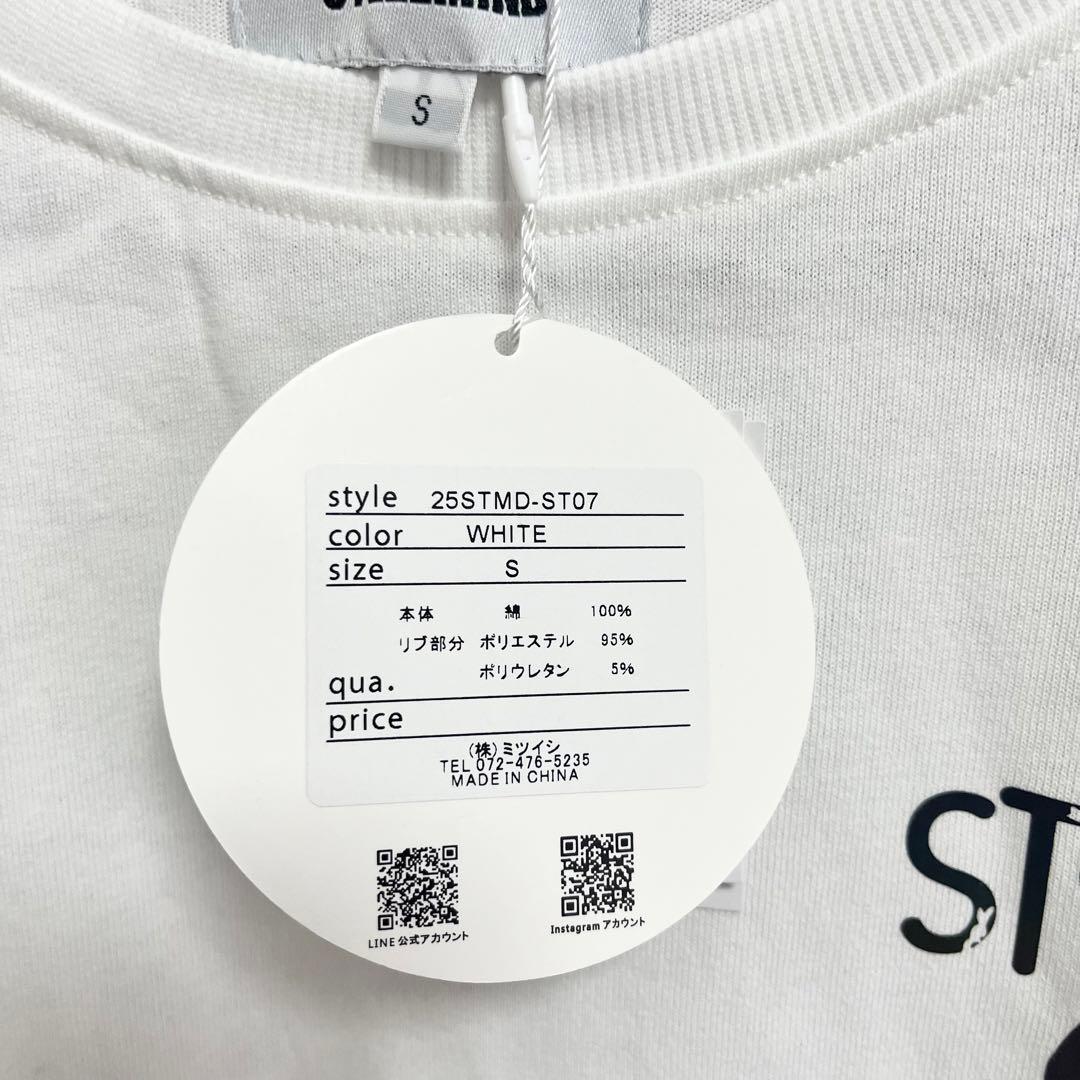 S
style 25STMD-ST07
color WHITE
size S
本体 綿 100%
リブ部分 ポリエステル 95%
ポリウレタン 5%
qua.
price
(株)ミツイシ
TEL 072-476-5235
MADE IN CHINA
LINE 公式アカウント
Instagram アカウント
ST